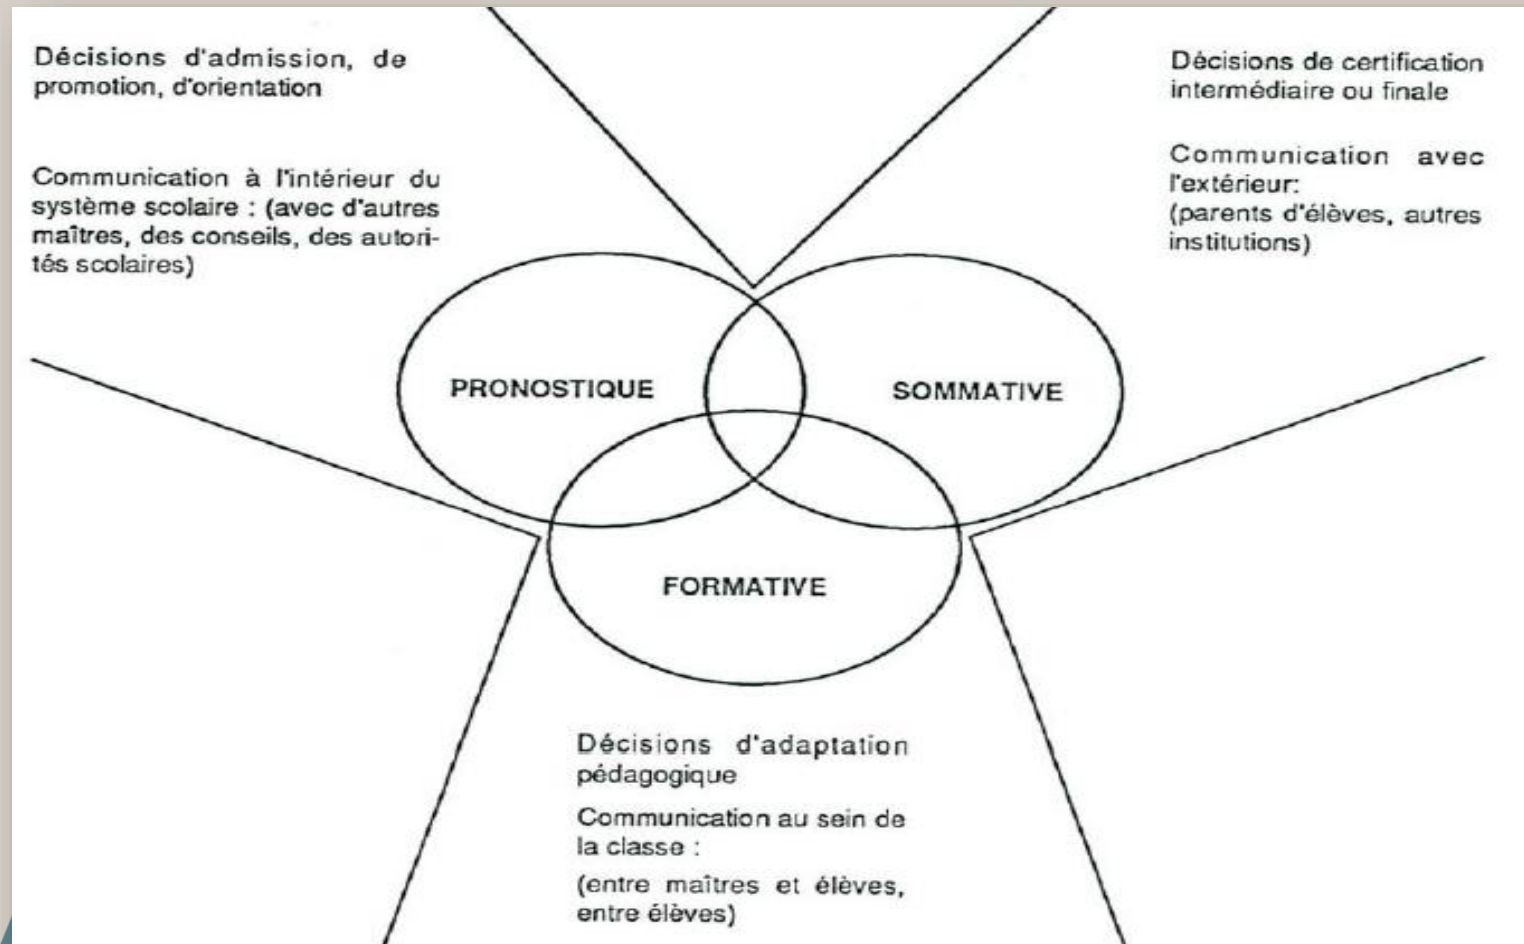 Décisions d'admission, de
promotion, d'orientation
Communication à l'intérieur du
système scolaire : (avec d'autres
maîtres, des conseils, des autori-
tés scolaires)
Décisions de certification
intermédiaire ou finale
Communication avec
l'extérieur:
(parents d'élèves, autres
institutions)
PRONOSTIQUE
SOMMATIVE
FORMATIVE
Décisions d'adaptation
pédagogique
Communication au sein de
la classe :
(entre maîtres et élèves,
entre élèves)